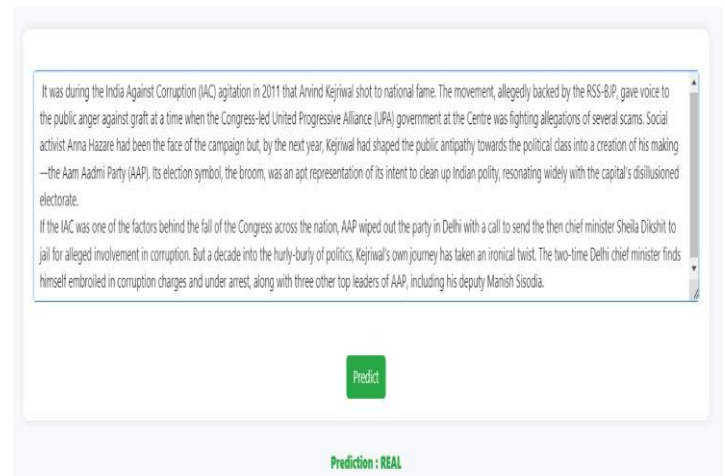 It was during the India Against Corruption (IAC) agitation in 2011 that Arvind Kejriwal shot to national fame. The movement, allegedly backed by the RSS-BJP, gave voice to
the public anger against graft at a time when the Congress-led United Progressive Alliance (UPA) government at the Centre was fighting allegations of several scams. Social
activist Anna Hazare had been the face of the campaign but, by the next year, Kejriwal had shaped the public antipathy towards the political class into a creation of his making
—the Aam Aadmi Party (AAP). Its election symbol, the broom, was an apt representation of its intent to clean up Indian polity, resonating widely with the capital's disillusioned
electorate.
If the IAC was one of the factors behind the fall of the Congress across the nation, AAP wiped out the party in Delhi with a call to send the then chief minister Sheila Dikshit to
jail for alleged involvement in corruption. But a decade into the hurly-burly of politics, Kejriwal's own journey has taken an ironical twist. The two-time Delhi chief minister finds
himself embroiled in corruption charges and under arrest, along with three other top leaders of AAP, including his deputy Manish Sisodia.
Predict
Prediction : REAL